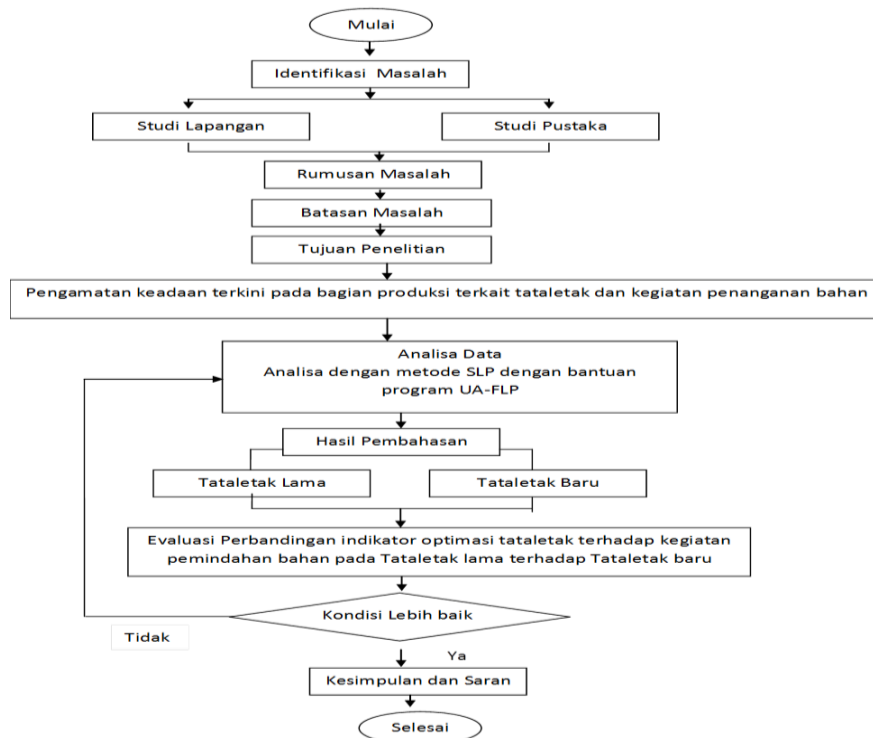 Mulai
Identifikasi Masalah
Studi Lapangan
Studi Pustaka
Rumusan Masalah
Batasan Masalah
Tujuan Penelitian
Pengamatan keadaan terkini pada bagian produksi terkait tataletak dan kegiatan penanganan bahan
Analisa Data
Analisa dengan metode SLP dengan bantuan
program UA-FLP
Hasil Pembahasan
Tataletak Lama
Tataletak Baru
Evaluasi Perbandingan indikator optimasi tataletak terhadap kegiatan
pemindahan bahan pada Tataletak lama terhadap Tataletak baru
Kondisi Lebih baik
Tidak
Ya
Kesimpulan dan Saran
Selesai